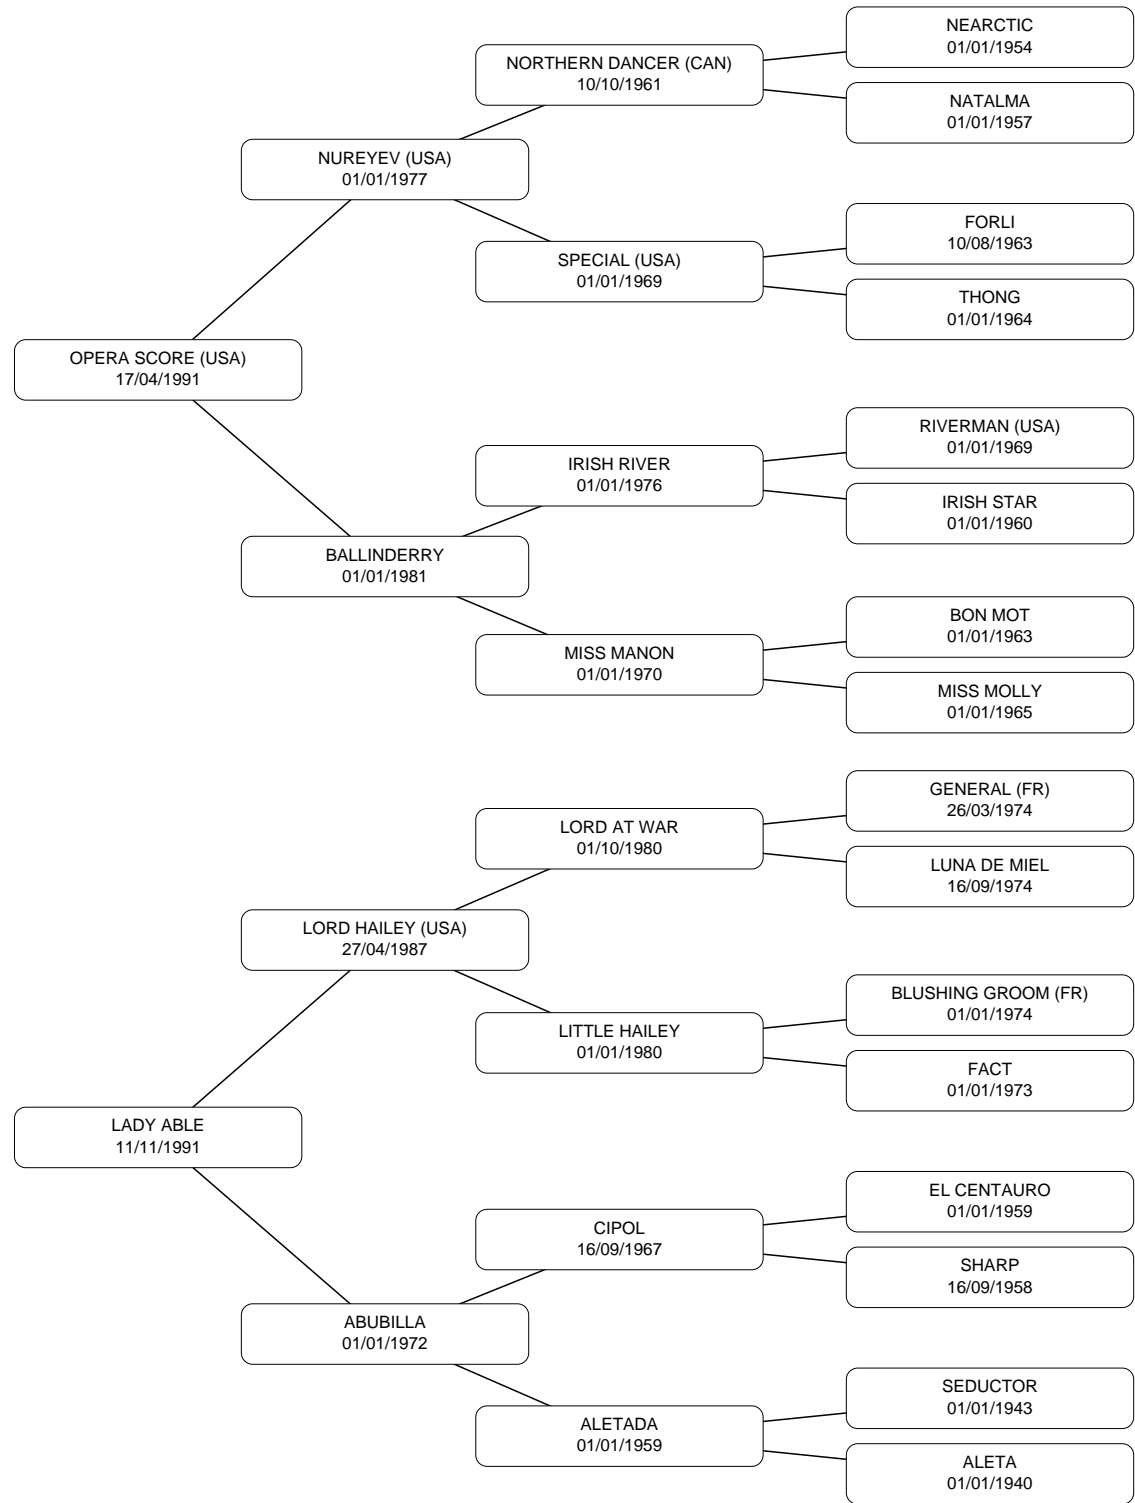 NEARCTIC
01/01/1954
NORTHERN DANCER (CAN)
10/10/1961
NATALMA
01/01/1957
NUREYEV (USA)
01/01/1977
FORLI
10/08/1963
SPECIAL (USA)
01/01/1969
THONG
01/01/1964
OPERA SCORE (USA)
17/04/1991
RIVERMAN (USA)
01/01/1969
IRISH RIVER
01/01/1976
IRISH STAR
01/01/1960
BALLINDERRY
01/01/1981
BON MOT
01/01/1963
MISS MANON
01/01/1970
MISS MOLLY
01/01/1965
GENERAL (FR)
26/03/1974
LORD AT WAR
01/10/1980
LUNA DE MIEL
16/09/1974
LORD HAILEY (USA)
27/04/1987
BLUSHING GROOM (FR)
01/01/1974
LITTLE HAILEY
01/01/1980
FACT
01/01/1973
LADY ABLE
11/11/1991
EL CENTAURO
01/01/1959
CIPOL
16/09/1967
SHARP
16/09/1958
ABUBILLA
01/01/1972
SEDUCTOR
01/01/1943
ALETADA
01/01/1959
ALETA
01/01/1940